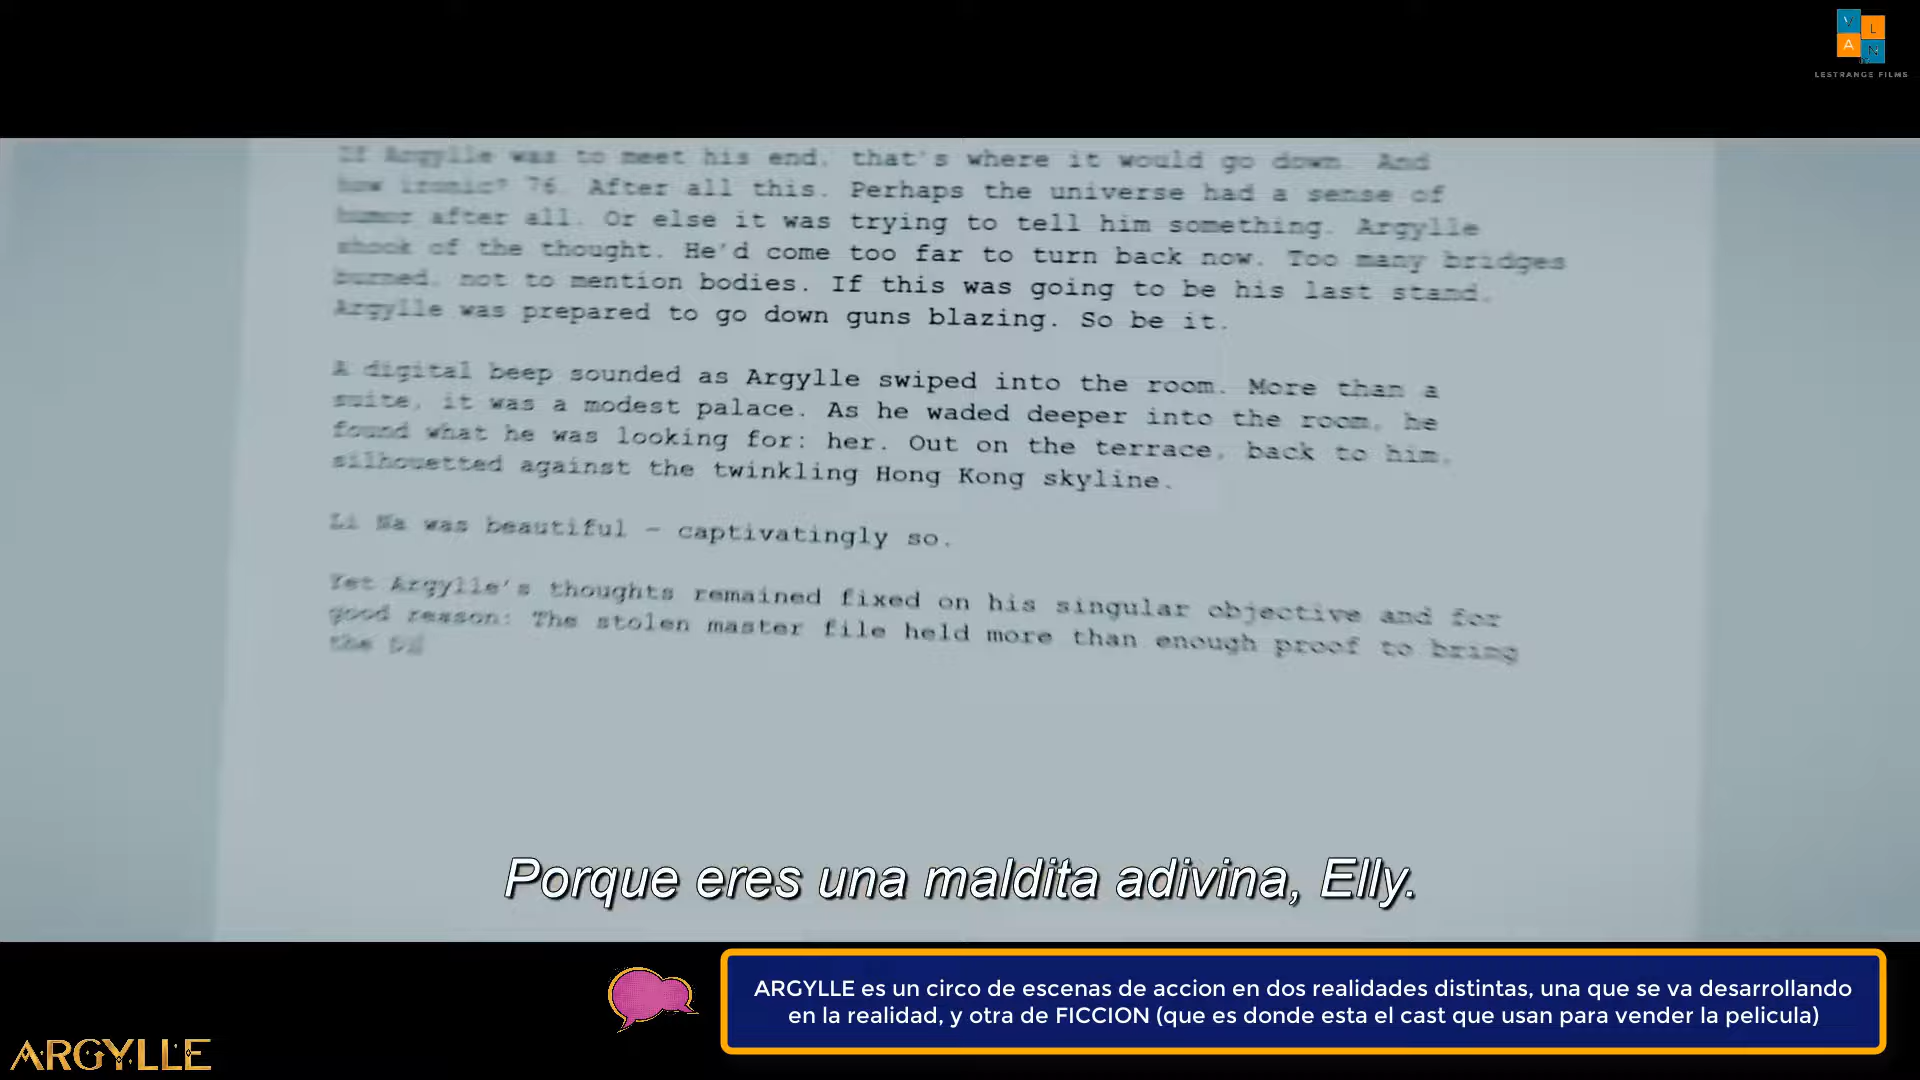 V L
A N
LESTRANGE FILMS
If Argylle was to meet his end, that's where it would go down. And
how ironic? 76. After all this. Perhaps the universe had a sense of
humor after all. Or else it was trying to tell him something. Argylle
shook of the thought. He'd come too far to turn back now. Too many bridges
burned, not to mention bodies. If this was going to be his last stand,
Argylle was prepared to go down guns blazing. So be it.
A digital beep sounded as Argylle swiped into the room. More than a
suite, it was a modest palace. As he waded deeper into the room, he
found what he was looking for: her. Out on the terrace, back to him,
silhouetted against the twinkling Hong Kong skyline.
Li Na was beautiful – captivatingly so.
Yet Argylle's thoughts remained fixed on his singular objective and for
good reason: The stolen master file held more than enough proof to bring
the
Porque eres una maldita adivina, Elly.
ARGYLLE es un circo de escenas de accion en dos realidades distintas, una que se va desarrollando
en la realidad, y otra de FICCION (que es donde esta el cast que usan para vender la pelicula)
ARGYLLE